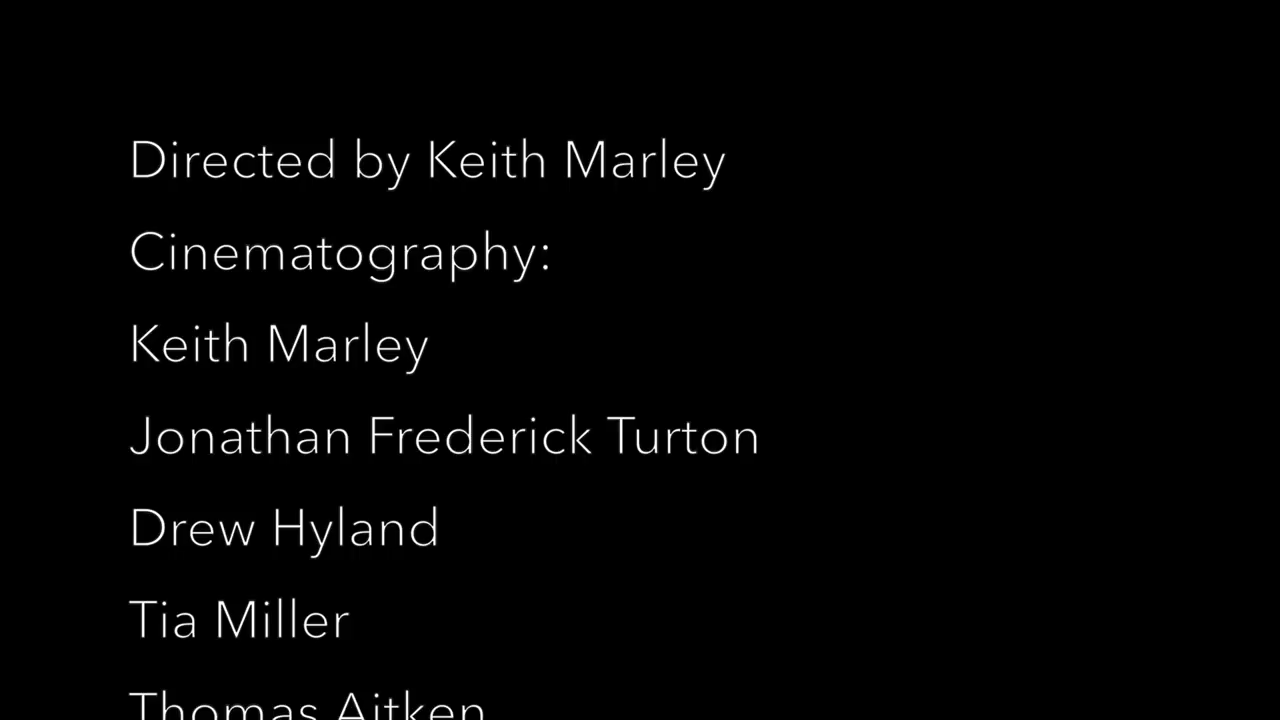 Directed by Keith Marley
Cinematography:
Keith Marley
Jonathan Frederick Turton
Drew Hyland
Tia Miller
Thomas Aitken